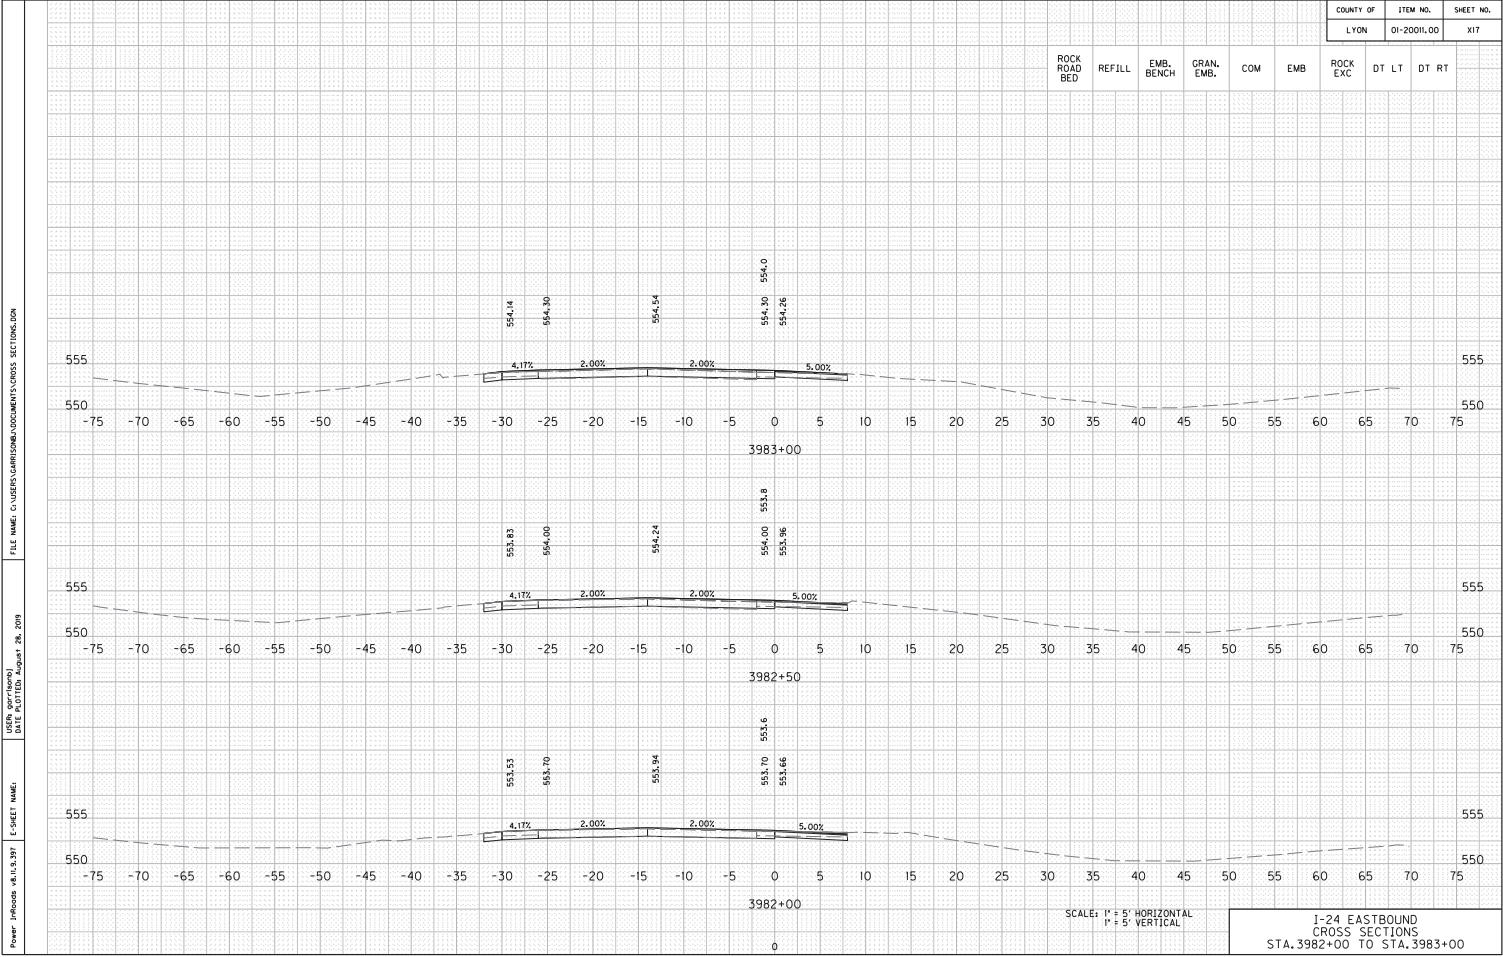 COUNTY OF ITEM NO. SHEET NO.
LYON 01-20011.00 X17
ROCK ROAD BED REFILL EMB. BENCH GRAN. EMB. COM EMB ROCK EXC DT LT DT RT
554.14 554.30 554.54 554.30 554.0 554.26
555 4.17% 2.00% 2.00% 5.00% 555
550 550
-75 -70 -65 -60 -55 -50 -45 -40 -35 -30 -25 -20 -15 -10 -5 0 5 10 15 20 25 30 35 40 45 50 55 60 65 70 75
3983+00
553.83 554.00 554.24 554.00 553.8 553.96
555 4.17% 2.00% 2.00% 5.00% 555
550 550
-75 -70 -65 -60 -55 -50 -45 -40 -35 -30 -25 -20 -15 -10 -5 0 5 10 15 20 25 30 35 40 45 50 55 60 65 70 75
3982+50
553.53 553.70 553.94 553.70 553.6 553.66
555 4.17% 2.00% 2.00% 5.00% 555
550 550
-75 -70 -65 -60 -55 -50 -45 -40 -35 -30 -25 -20 -15 -10 -5 0 5 10 15 20 25 30 35 40 45 50 55 60 65 70 75
3982+00
0
SCALE: 1" = 5' HORIZONTAL
1" = 5' VERTICAL
I-24 EASTBOUND
CROSS SECTIONS
STA.3982+00 TO STA.3983+00
FILE NAME: C:\USERS\GARRISONBJ\DOCUMENTS\CROSS SECTIONS.DGN
USER: garrisonbj
DATE PLOTTED: August 28, 2019
E-SHEET NAME:
Power InRoads v8.11.9.397